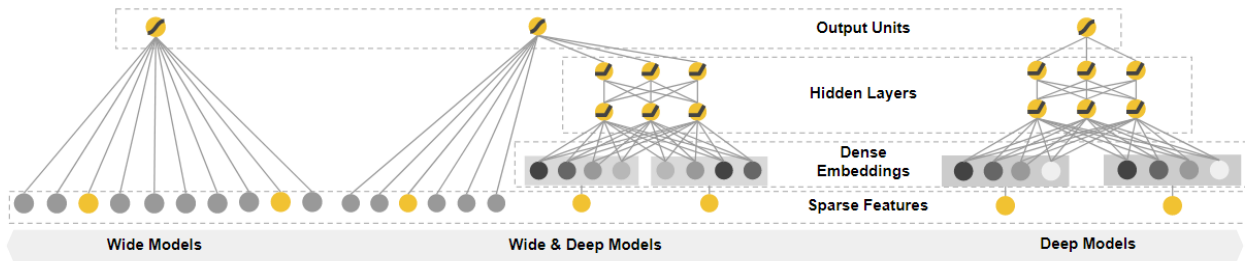 Output Units
Hidden Layers
Dense
Embeddings
Sparse Features
Wide Models
Wide & Deep Models
Deep Models